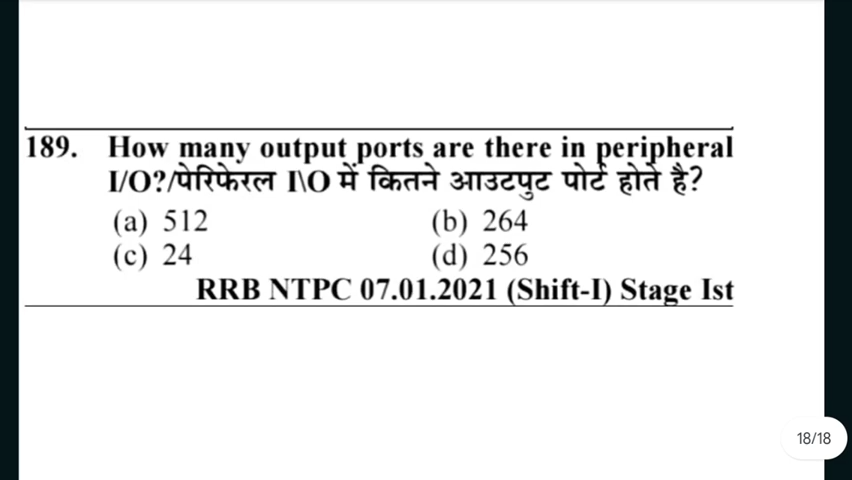 189. How many output ports are there in peripheral
I/O?/पेरिफेरल I\O में कितने आउटपुट पोर्ट होते है?
(a) 512 (b) 264
(c) 24 (d) 256
RRB NTPC 07.01.2021 (Shift-I) Stage Ist
18/18